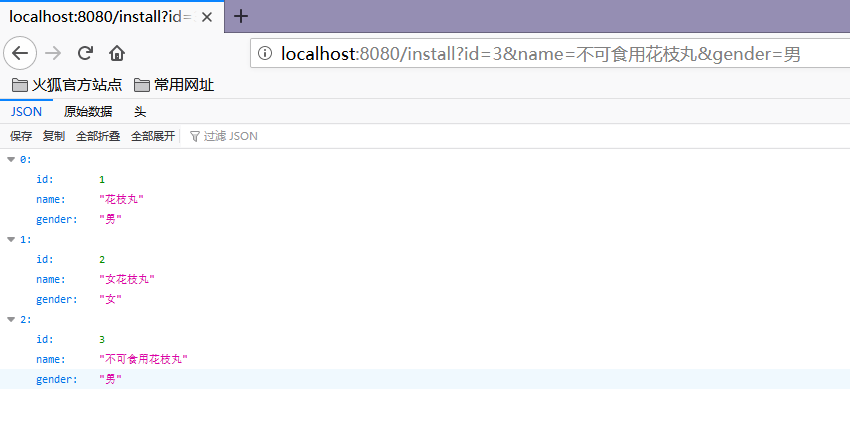 localhost:8080/install?id=
localhost:8080/install?id=3&name=不可食用花枝丸&gender=男
火狐官方站点 常用网址
JSON 原始数据 头
保存 复制 全部折叠 全部展开 过滤 JSON
0:
id: 1
name: "花枝丸"
gender: "男"
1:
id: 2
name: "女花枝丸"
gender: "女"
2:
id: 3
name: "不可食用花枝丸"
gender: "男"